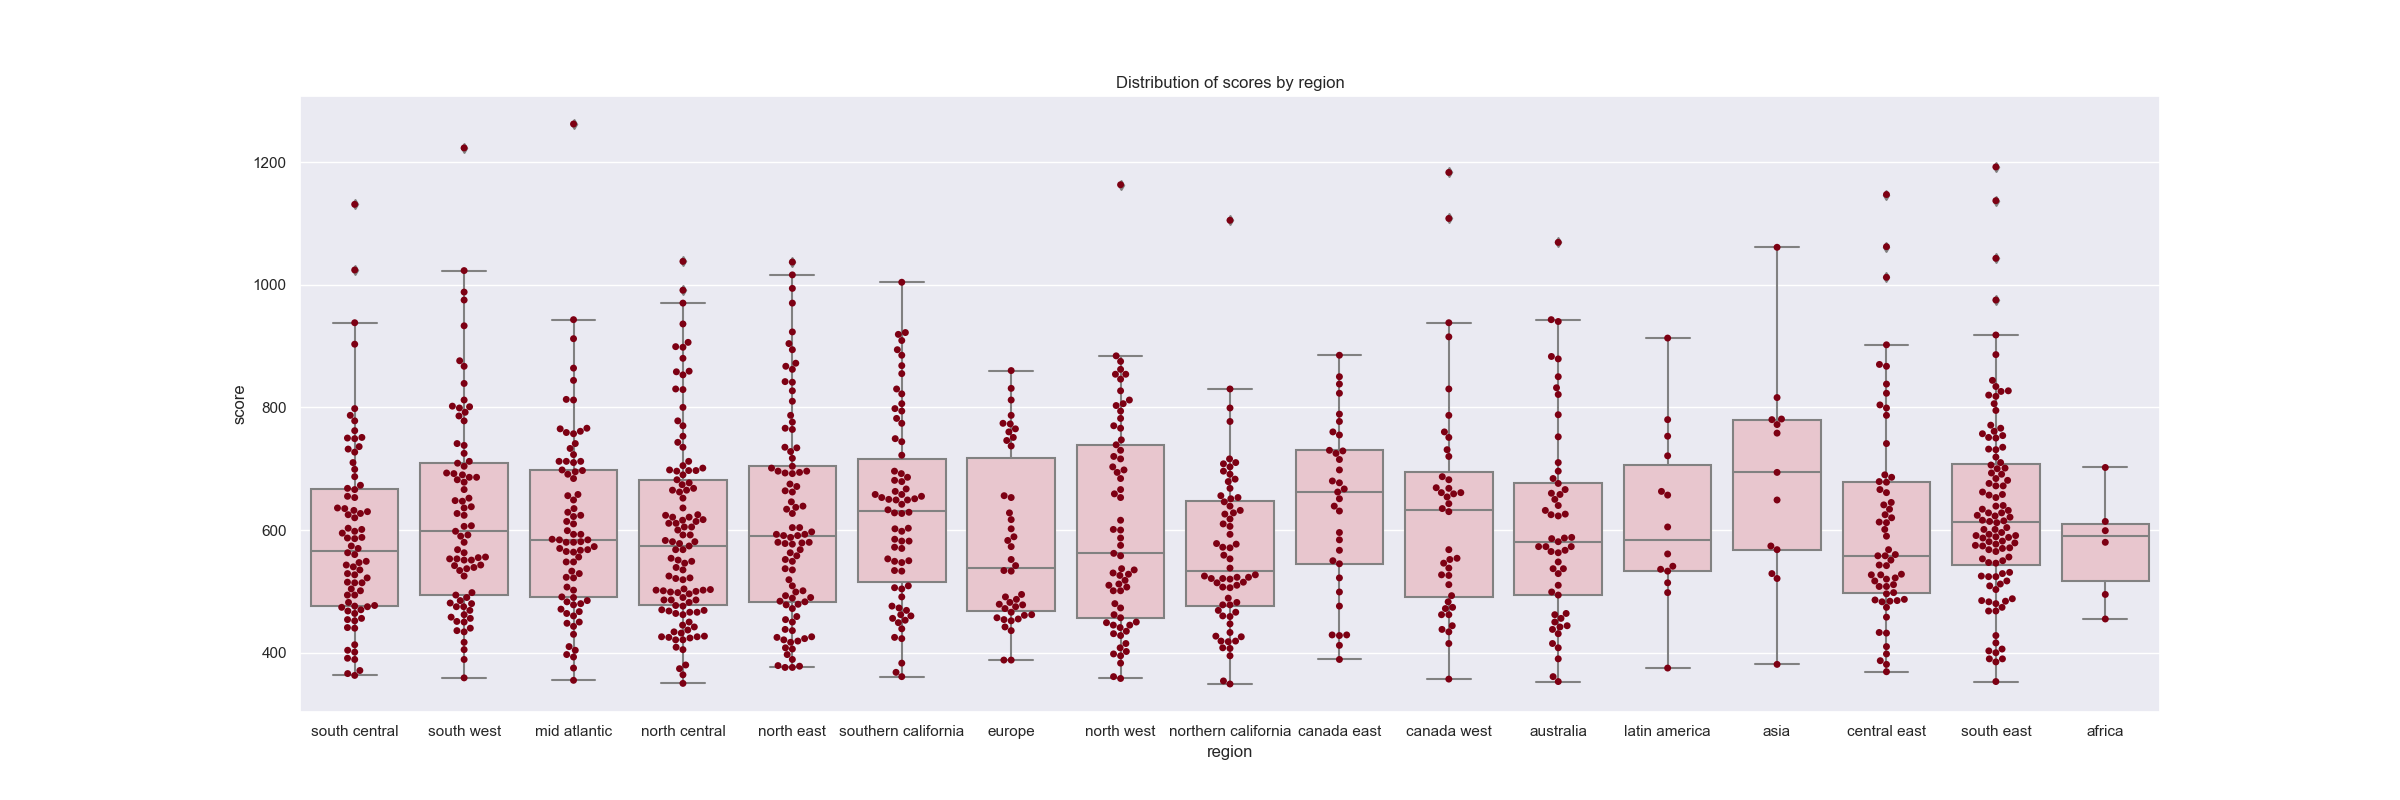 Distribution of scores by region
score
1200
1000
800
600
400
south central south west mid atlantic north central north east southern california europe north west northern california canada east canada west australia latin america asia central east south east africa
region